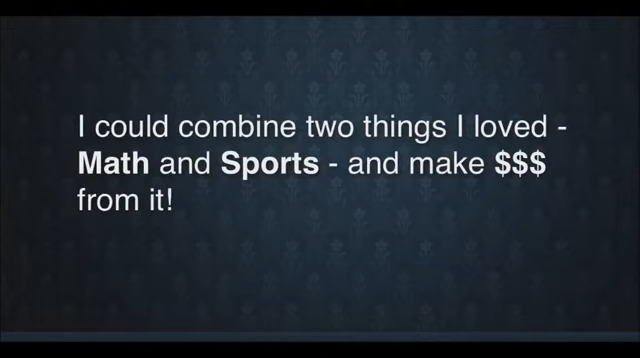 I could combine two things I loved -
Math and Sports - and make $$$
from it!